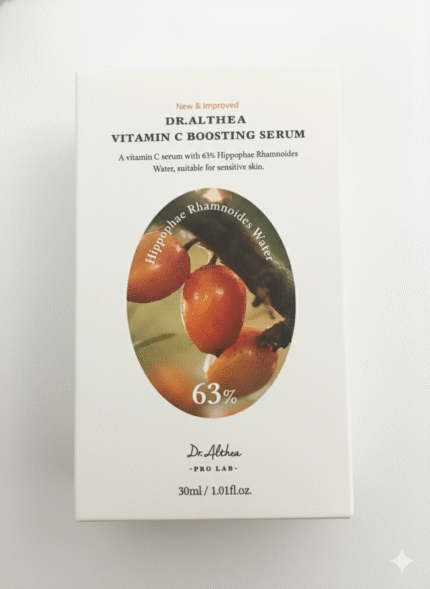 New & Improved
DR.ALTHEA
VITAMIN C BOOSTING SERUM
A vitamin C serum with 63% Hippophae Rhamnoides
Water, suitable for sensitive skin.
Hippophae Rhamnoides Water
63%
Dr.Althea
-PRO LAB-
30ml / 1.01fl.oz.